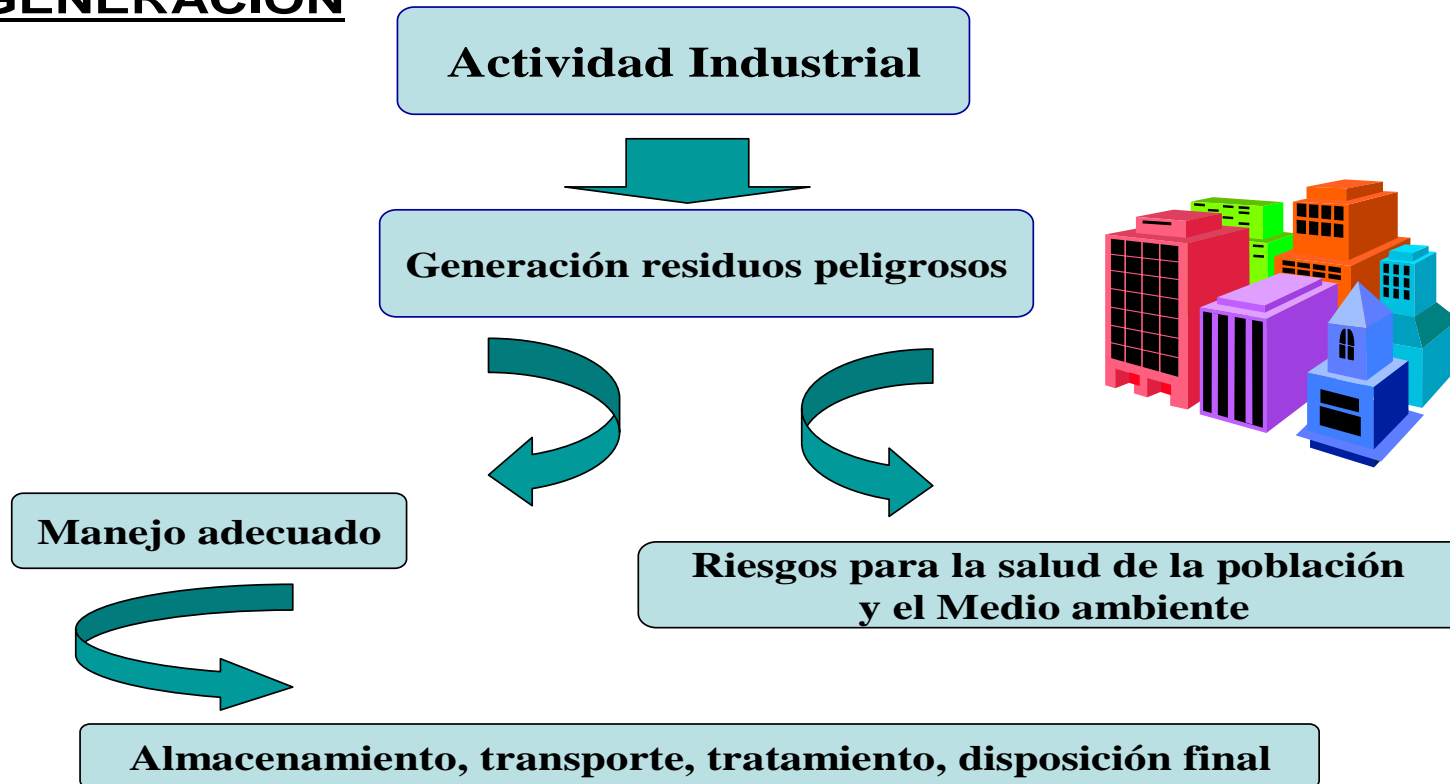 GENERACIÓN
Actividad Industrial
Generación residuos peligrosos
Manejo adecuado
Riesgos para la salud de la población
y el Medio ambiente
Almacenamiento, transporte, tratamiento, disposición final